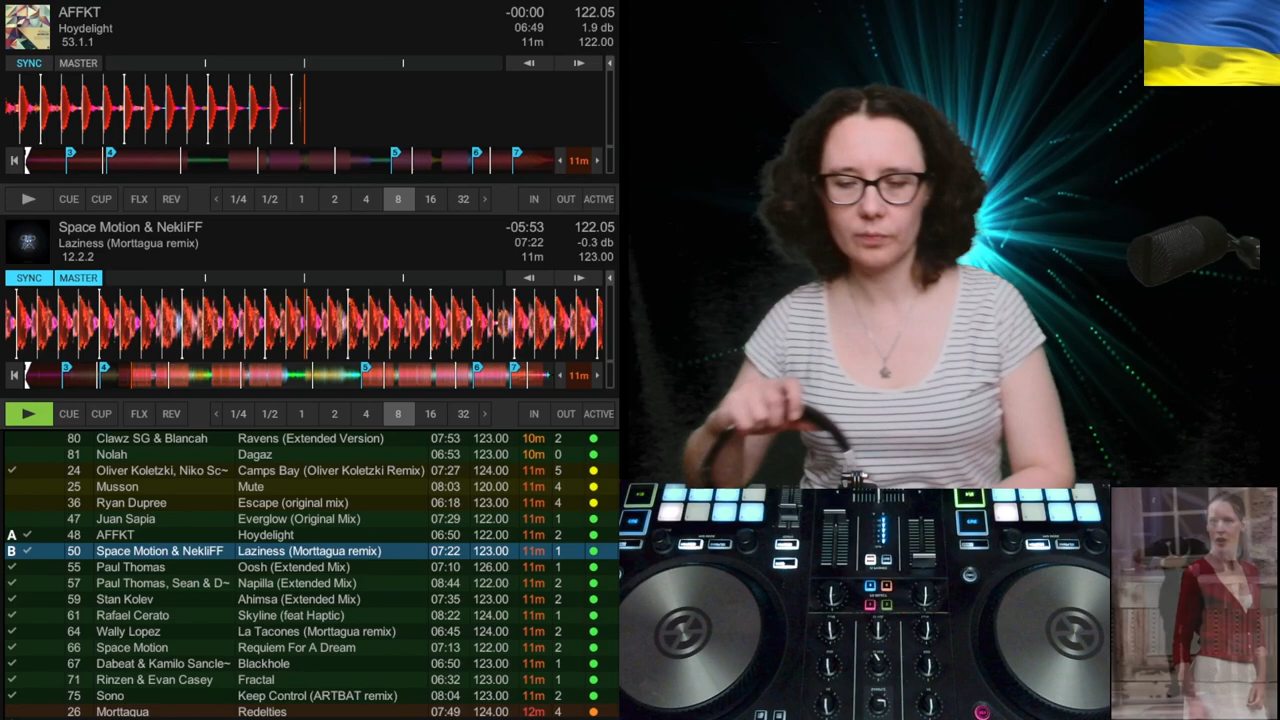 AFFKT -00:00 122.05
Hoydelight 06:49 1.9 db
53.1.1 11m 122.00
SYNC MASTER
3 4 5 6 7 11m
CUE CUP FLX REV 1/4 1/2 1 2 4 8 16 32 IN OUT ACTIVE
Space Motion & NekliFF -05:53 122.05
Laziness (Morttagua remix) 07:22 -0.3 db
12.2.2 11m 123.00
SYNC MASTER
3 4 5 6 7 11m
CUE CUP FLX REV 1/4 1/2 1 2 4 8 16 32 IN OUT ACTIVE
80 Clawz SG & Blancah Ravens (Extended Version) 07:53 123.00 10m 2
81 Nolah Dagaz 06:53 123.00 10m 0
24 Oliver Koletzki, Niko Sc~ Camps Bay (Oliver Koletzki Remix) 07:27 124.00 11m 5
25 Musson Mute 08:03 120.00 11m 4
36 Ryan Dupree Escape (original mix) 06:18 123.00 11m 4
47 Juan Sapia Everglow (Original Mix) 07:29 122.00 11m 1
A 48 AFFKT Hoydelight 06:50 122.00 11m 2
B 50 Space Motion & NekliFF Laziness (Morttagua remix) 07:22 123.00 11m 1
55 Paul Thomas Oosh (Extended Mix) 07:10 126.00 11m 1
57 Paul Thomas, Sean & D~ Napilla (Extended Mix) 08:44 122.00 11m 2
59 Stan Kolev Ahimsa (Extended Mix) 07:35 122.00 11m 2
61 Rafael Cerato Skyline (feat Haptic) 08:22 124.00 11m 1
64 Wally Lopez La Tacones (Morttagua remix) 06:45 124.00 11m 2
66 Space Motion Requiem For A Dream 07:13 122.00 11m 2
67 Dabeat & Kamilo Sancle~ Blackhole 06:50 123.00 11m 1
71 Rinzen & Evan Casey Fractal 06:32 123.00 11m 1
75 Sono Keep Control (ARTBAT remix) 08:04 123.00 11m 2
26 Morttagua Redelties 07:49 124.00 12m 4